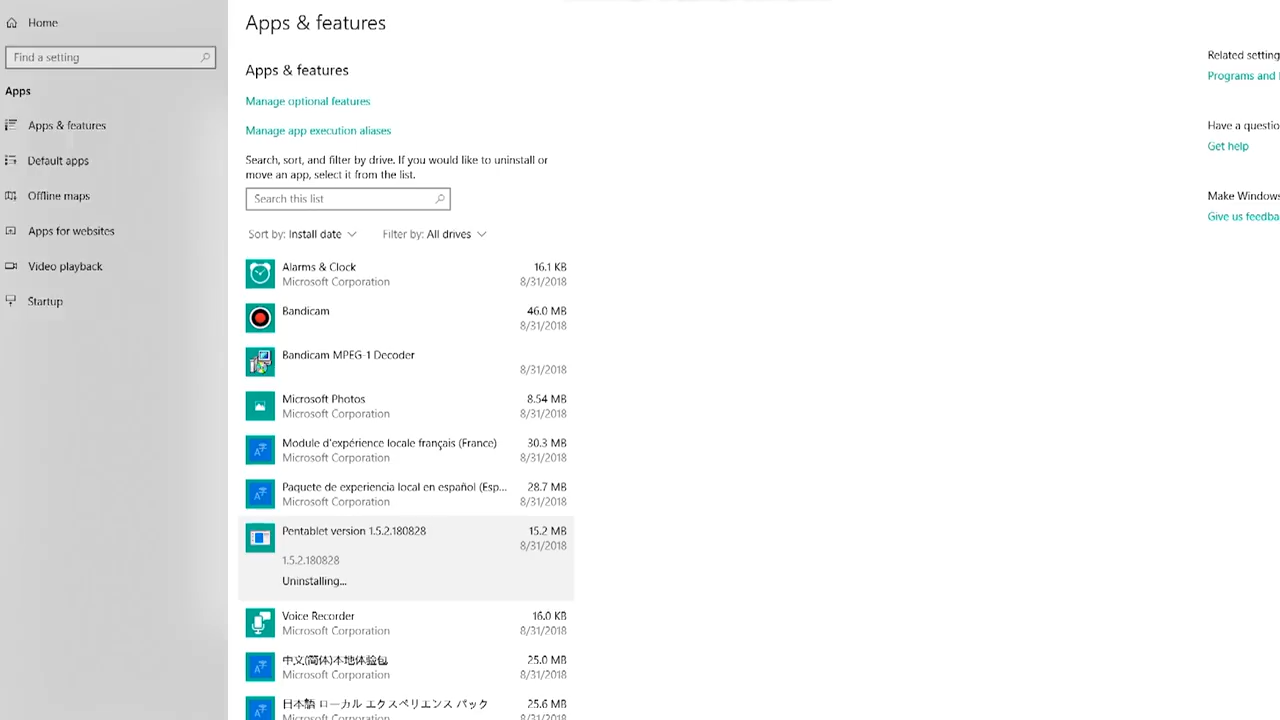 Home
Find a setting
Apps
Apps & features
Default apps
Offline maps
Apps for websites
Video playback
Startup
Apps & features
Apps & features
Manage optional features
Manage app execution aliases
Search, sort, and filter by drive. If you would like to uninstall or
move an app, select it from the list.
Search this list
Sort by: Install date Filter by: All drives
Alarms & Clock 16.1 KB
Microsoft Corporation 8/31/2018
Bandicam 46.0 MB
8/31/2018
Bandicam MPEG-1 Decoder
8/31/2018
Microsoft Photos 8.54 MB
Microsoft Corporation 8/31/2018
Module d'expérience locale français (France) 30.3 MB
Microsoft Corporation 8/31/2018
Paquete de experiencia local en español (Esp... 28.7 MB
Microsoft Corporation 8/31/2018
Pentablet version 1.5.2.180828 15.2 MB
8/31/2018
1.5.2.180828
Uninstalling...
Voice Recorder 16.0 KB
Microsoft Corporation 8/31/2018
中文(简体)本地体验包 25.0 MB
Microsoft Corporation 8/31/2018
日本語 ローカル エクスペリエンス パック 25.6 MB
Microsoft Corporation 8/31/2018
Related setting
Programs and
Have a questio
Get help
Make Windows
Give us feedba